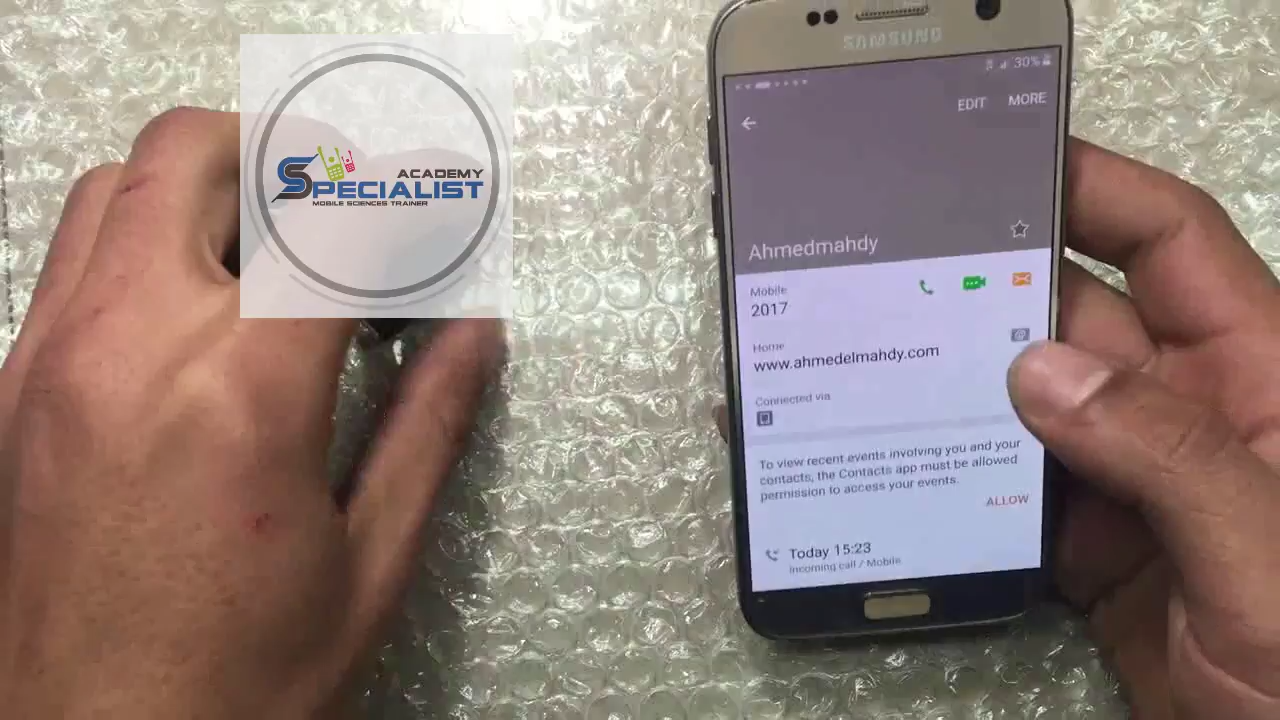 SAMSUNG
30%
EDIT MORE
Ahmedmahdy
Mobile
2017
Home
www.ahmedelmahdy.com
Connected via
To view recent events involving you and your
contacts, the Contacts app must be allowed
permission to access your events.
ALLOW
Today 15:23
Incoming call / Mobile
ACADEMY
SPECIALIST
MOBILE SCIENCES TRAINER